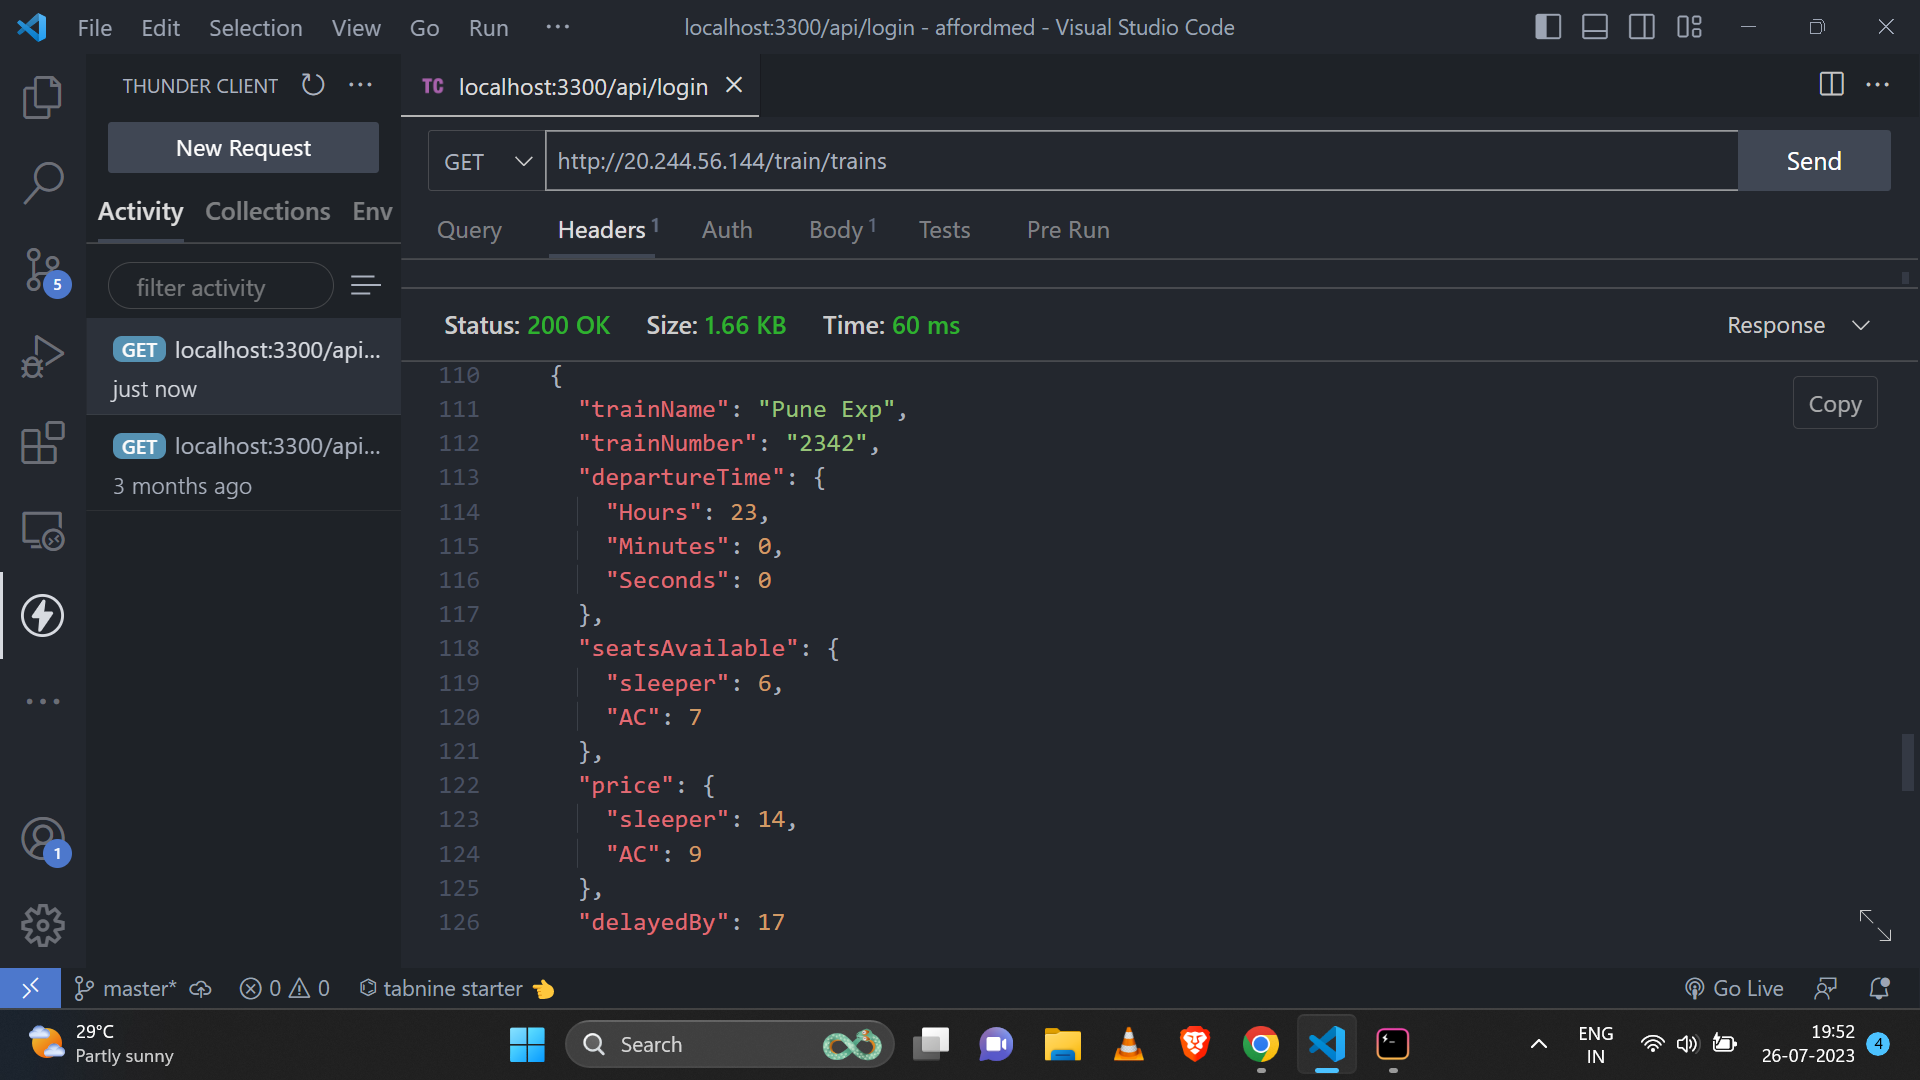 File Edit Selection View Go Run ··· localhost:3300/api/login - affordmed - Visual Studio Code
THUNDER CLIENT ···
TC localhost:3300/api/login
New Request
GET http://20.244.56.144/train/trains Send
Activity Collections Env
Query Headers 1 Auth Body 1 Tests Pre Run
filter activity
5
Status: 200 OK Size: 1.66 KB Time: 60 ms Response
GET localhost:3300/api...
just now
GET localhost:3300/api...
3 months ago
Copy
110 {
111 "trainName": "Pune Exp",
112 "trainNumber": "2342",
113 "departureTime": {
114 "Hours": 23,
115 "Minutes": 0,
116 "Seconds": 0
117 },
118 "seatsAvailable": {
119 "sleeper": 6,
120 "AC": 7
121 },
122 "price": {
123 "sleeper": 14,
124 "AC": 9
125 },
126 "delayedBy": 17
1
master* 0 0 tabnine starter Go Live
29°C
Partly sunny
Search
ENG
IN
19:52
26-07-2023
4